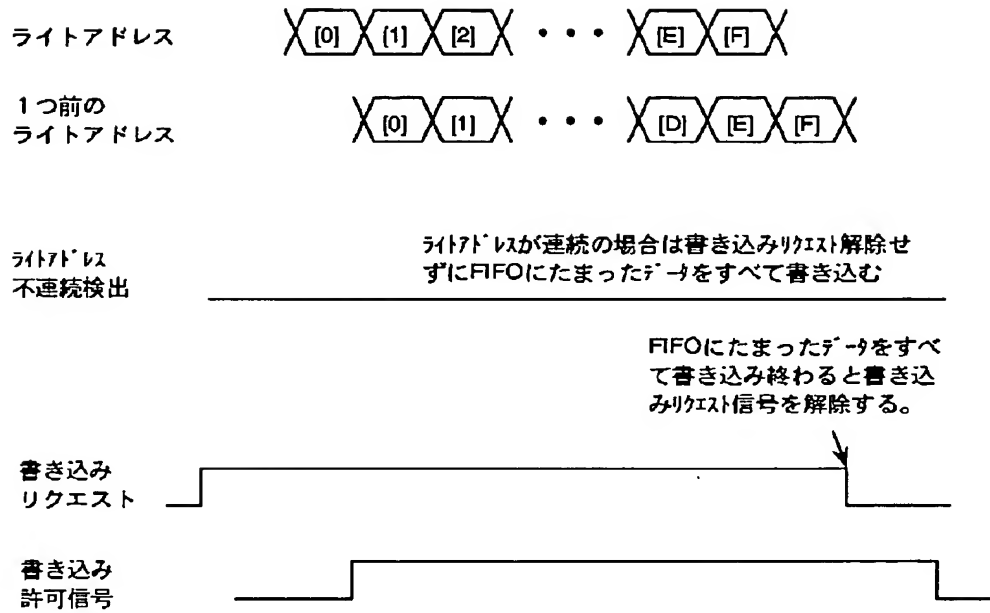 ライトアドレス [0] [1] [2] ・・・ [E] [F]
1つ前の
ライトアドレス [0] [1] ・・・ [D] [E] [F]
ﾗｲﾄｱﾄﾞﾚｽ
不連続検出
ﾗｲﾄｱﾄﾞﾚｽが連続の場合は書き込みﾘｸｴｽﾄ解除せ
ずにFIFOにたまったﾃﾞｰﾀをすべて書き込む
FIFOにたまったﾃﾞｰﾀをすべ
て書き込み終わると書き込
みﾘｸｴｽﾄ信号を解除する。
書き込み
リクエスト
書き込み
許可信号